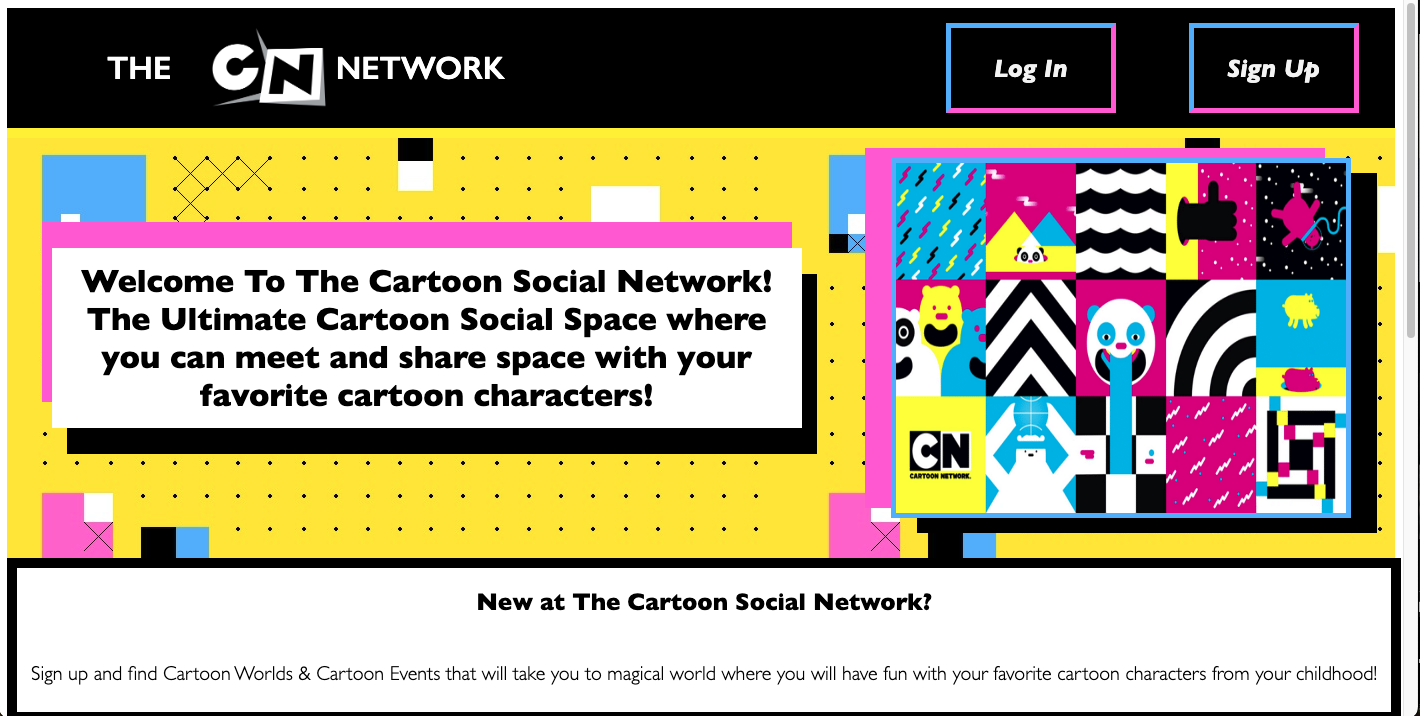 THE CN NETWORK
Log In
Sign Up
Welcome To The Cartoon Social Network!
The Ultimate Cartoon Social Space where
you can meet and share space with your
favorite cartoon characters!
CN
CARTOON NETWORK.
New at The Cartoon Social Network?
Sign up and find Cartoon Worlds & Cartoon Events that will take you to magical world where you will have fun with your favorite cartoon characters from your childhood!